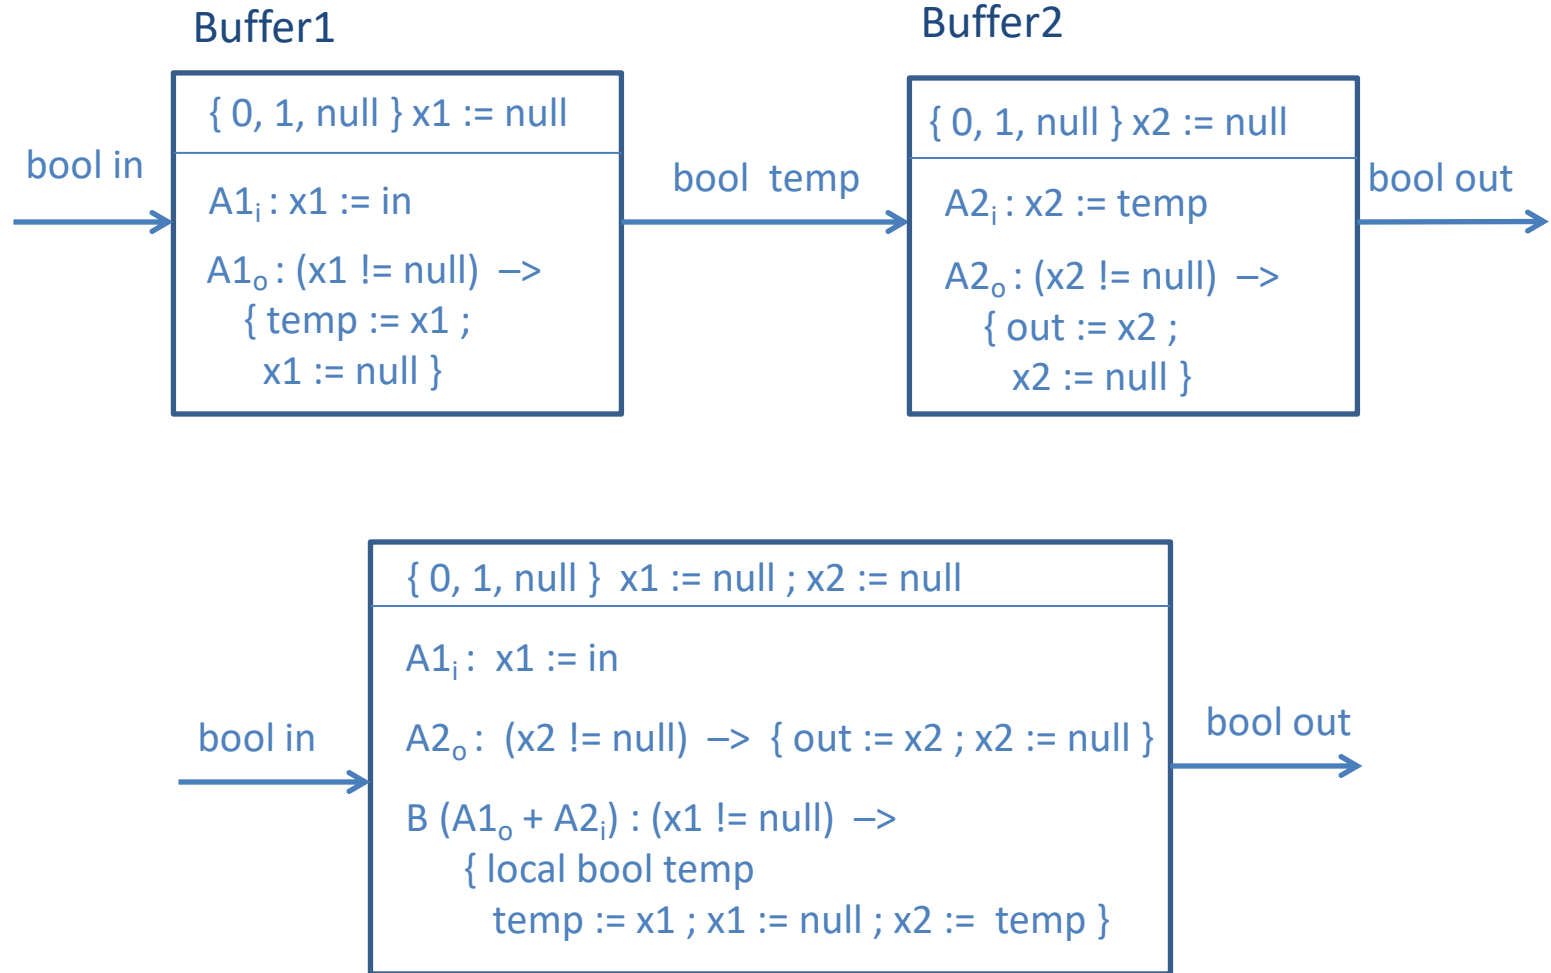 Buffer1
{ 0, 1, null } x1 := null
bool in
A1i : x1 := in
A1o : (x1 != null) –>
{ temp := x1 ;
x1 := null }
bool temp
Buffer2
{ 0, 1, null } x2 := null
A2i : x2 := temp
A2o : (x2 != null) –>
{ out := x2 ;
x2 := null }
bool out
{ 0, 1, null } x1 := null ; x2 := null
bool in
A1i : x1 := in
A2o : (x2 != null) –> { out := x2 ; x2 := null }
B (A1o + A2i) : (x1 != null) –>
{ local bool temp
temp := x1 ; x1 := null ; x2 := temp }
bool out